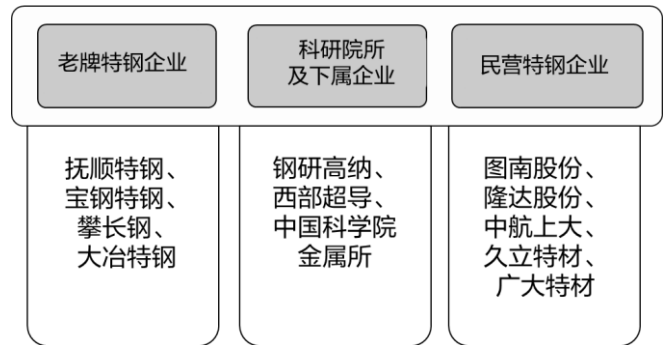 老牌特钢企业
科研院所
及下属企业
民营特钢企业
抚顺特钢、
宝钢特钢、
攀长钢、
大冶特钢
钢研高纳、
西部超导、
中国科学院
金属所
图南股份、
隆达股份、
中航上大、
久立特材、
广大特材